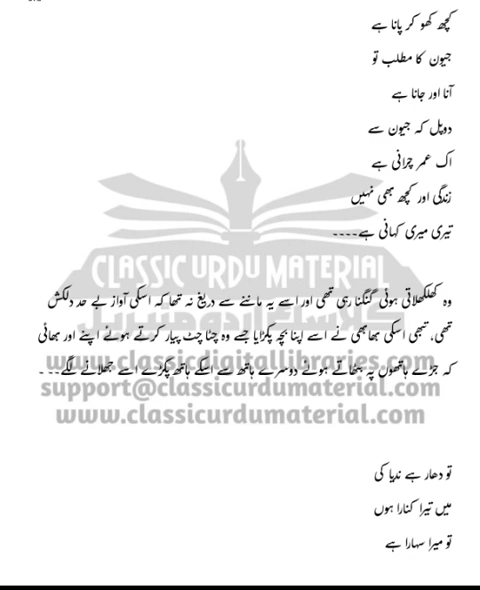 کچھ کھو کر پانا ہے
جیون کا مطلب تو
آنا اور جانا ہے
دو پل کہ جیون سے
اک عمر چرانی ہے
زندگی اور کچھ بھی نہیں
تیری میری کہانی ہے۔۔۔۔
CLASSIC URDU MATERIAL
وہ کھلکھلاتی ہوئی گنگنا رہی تھی اور اسے یہ ماننے سے دریغ نہ تھا کہ اسکی آواز بے حد دلکش
تھی، تبھی اسکی بھابھی نے اسے اپنا بچہ پکڑایا جسے وہ چٹا چٹ پیار کرتے ہوئے اپنے اور بھائی
www.classicdigitallibraries.com
کہ جڑے ہاتھوں پہ بٹھاتے ہوئے دوسرے ہاتھ سے اسکے ہاتھ پکڑے اسے جھلانے لگے۔۔۔
support@classicurdumaterial.com
www.classicurdumaterial.com
تو دھار ہے ندیا کی
میں تیرا کنارا ہوں
تو میرا سہارا ہے